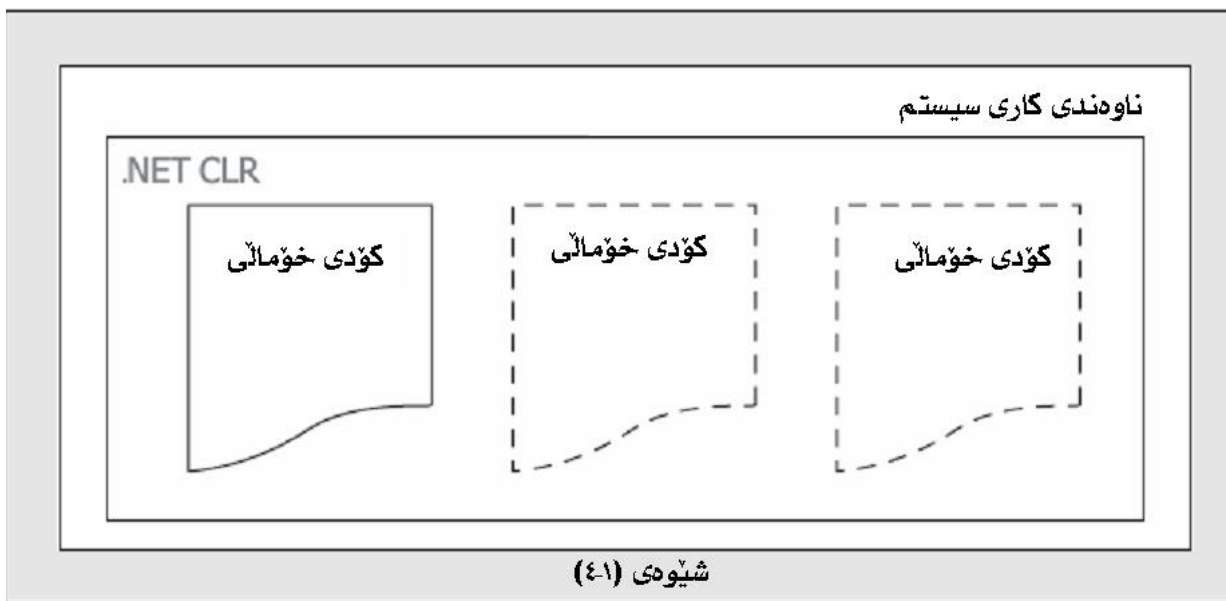 ناوەندی کاری سیستم
.NET CLR
کۆدی خۆماڵی
کۆدی خۆماڵی
کۆدی خۆماڵی
شێوەی (١-٤)